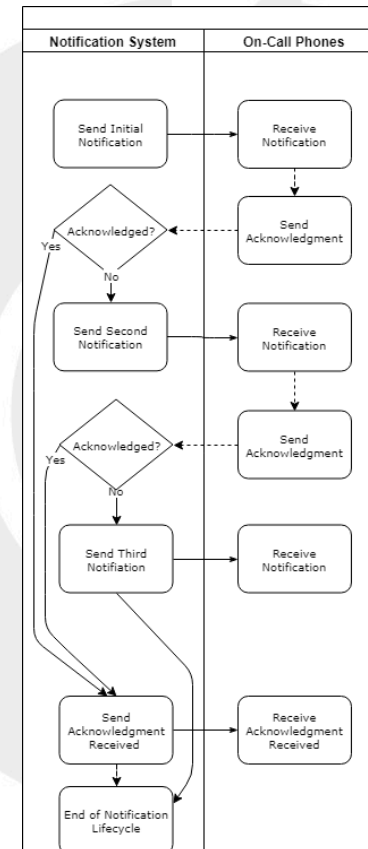 Notification System
On-Call Phones
Send Initial
Notification
Receive
Notification
Acknowledged?
Send
Acknowledgment
Yes
No
Send Second
Notification
Receive
Notification
Acknowledged?
Send
Acknowledgment
Yes
No
Send Third
Notifiation
Receive
Notification
Send
Acknowledgment
Received
Receive
Acknowledgment
Received
End of Notification
Lifecycle